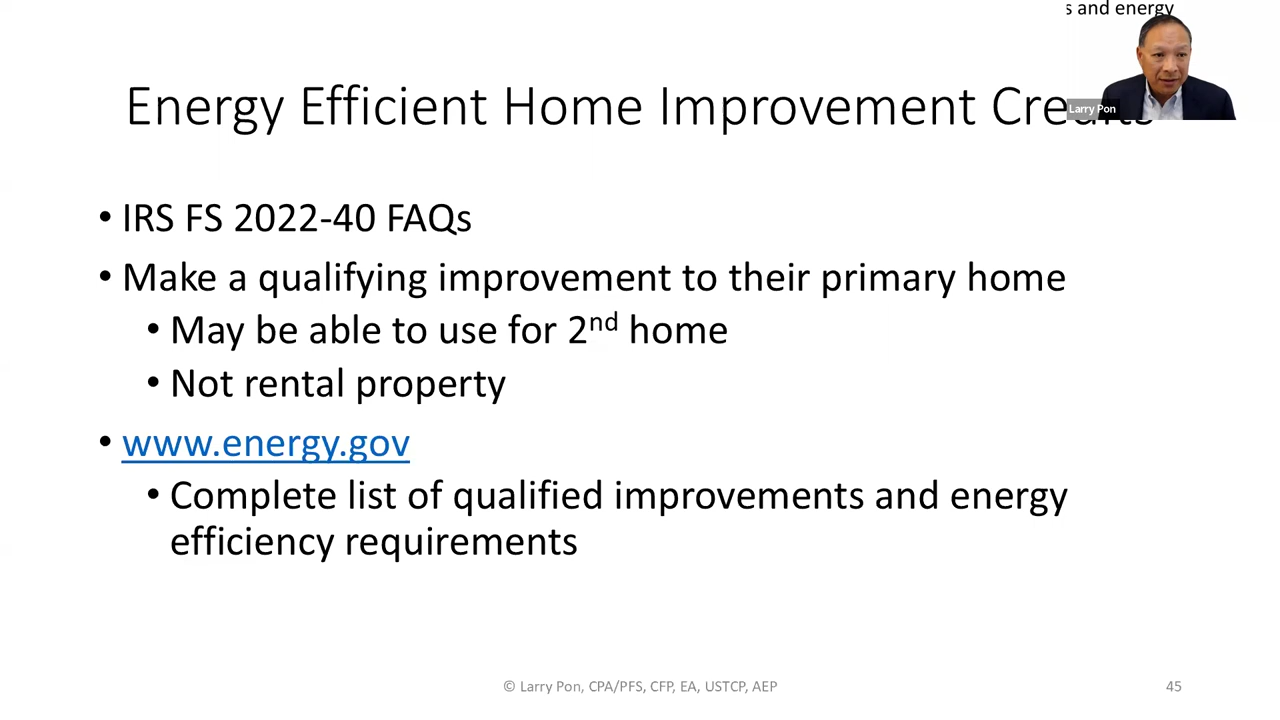 s and energy
Larry Pon
Energy Efficient Home Improvement Credits
• IRS FS 2022-40 FAQs
• Make a qualifying improvement to their primary home
• May be able to use for 2nd home
• Not rental property
• www.energy.gov
• Complete list of qualified improvements and energy
efficiency requirements
© Larry Pon, CPA/PFS, CFP, EA, USTCP, AEP
45